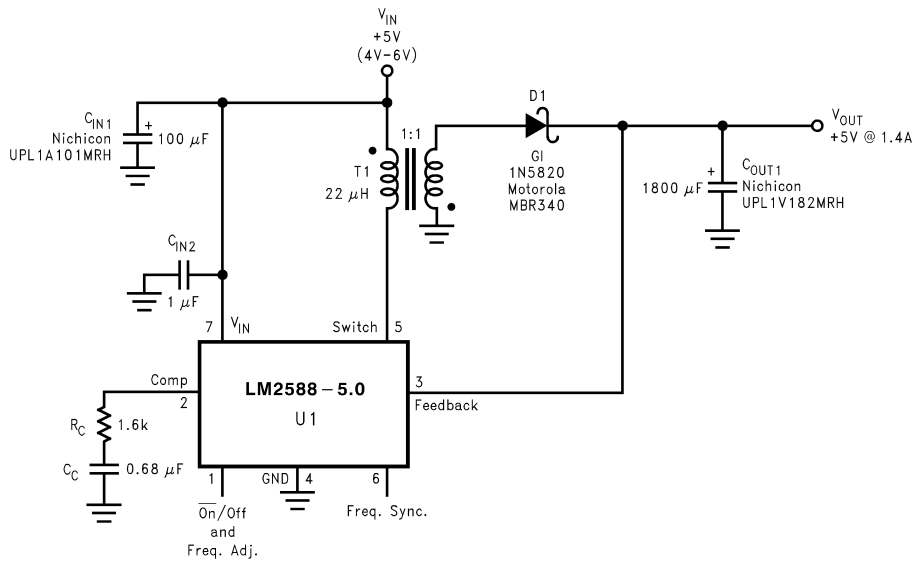 V_IN
+5V
(4V–6V)
C_IN1
Nichicon
UPL1A101MRH
+
100 μF
1:1
T1
22 μH
D1
GI
1N5820
Motorola
MBR340
V_OUT
+5V @ 1.4A
+
1800 μF
C_OUT1
Nichicon
UPL1V182MRH
C_IN2
1 μF
7
V_IN
Switch
5
Comp
2
LM2588–5.0
U1
3
Feedback
R_C
1.6k
C_C
0.68 μF
1
GND
4
6
O̅n̅/Off
and
Freq. Adj.
Freq. Sync.